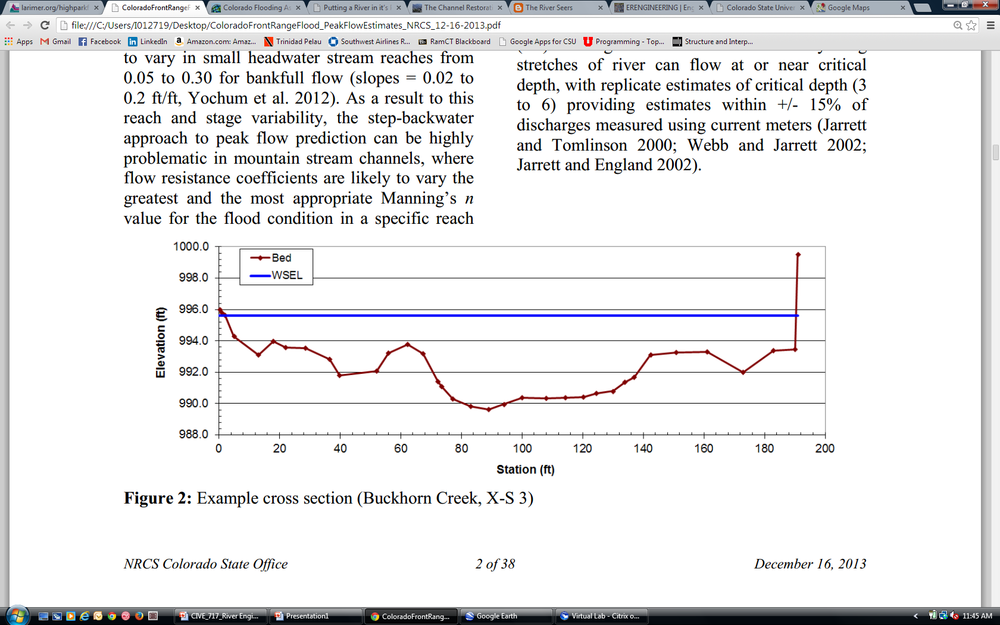 larimer.org/highparkf
ColoradoFrontRangeF
Colorado Flooding As
Putting a River in it's
The Channel Restorati
The River Seers
ERENGINEERING | Eng
Colorado State Univer
Google Maps
file:///C:/Users/I012719/Desktop/ColoradoFrontRangeFlood_PeakFlowEstimates_NRCS_12-16-2013.pdf
Apps Gmail Facebook LinkedIn Amazon.com: Amaz... Trinidad Pelau Southwest Airlines R... RamCT Blackboard Google Apps for CSU Programming - Top... Structure and Interp...
to vary in small headwater stream reaches from
0.05 to 0.30 for bankfull flow (slopes = 0.02 to
0.2 ft/ft, Yochum et al. 2012). As a result to this
reach and stage variability, the step-backwater
approach to peak flow prediction can be highly
problematic in mountain stream channels, where
flow resistance coefficients are likely to vary the
greatest and the most appropriate Manning's n
value for the flood condition in a specific reach
stretches of river can flow at or near critical
depth, with replicate estimates of critical depth (3
to 6) providing estimates within +/- 15% of
discharges measured using current meters (Jarrett
and Tomlinson 2000; Webb and Jarrett 2002;
Jarrett and England 2002).
1000.0
998.0
996.0
994.0
992.0
990.0
988.0
Elevation (ft)
Bed
WSEL
0 20 40 60 80 100 120 140 160 180 200
Station (ft)
Figure 2: Example cross section (Buckhorn Creek, X-S 3)
NRCS Colorado State Office 2 of 38 December 16, 2013
CIVE_717_River Engi... Presentation1 ColoradoFrontRang... Google Earth Virtual Lab - Citrix o... 11:45 AM